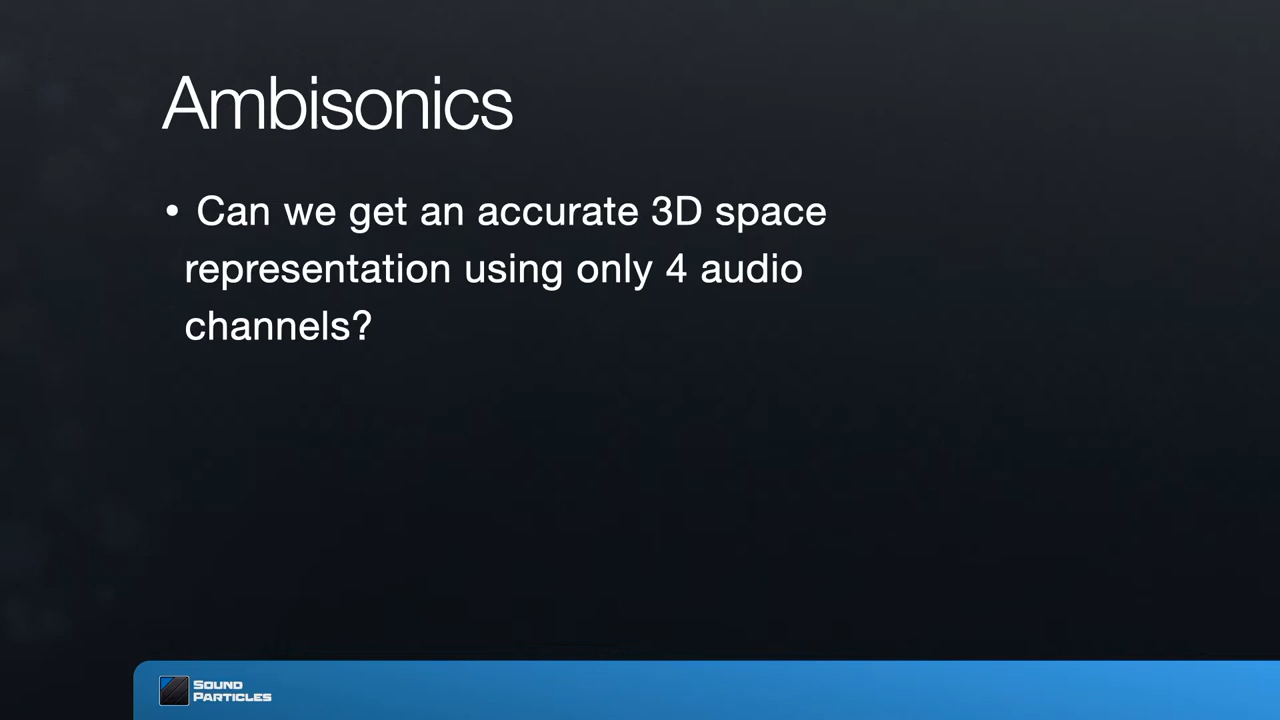 Ambisonics
• Can we get an accurate 3D space
representation using only 4 audio
channels?
SOUND
PARTICLES